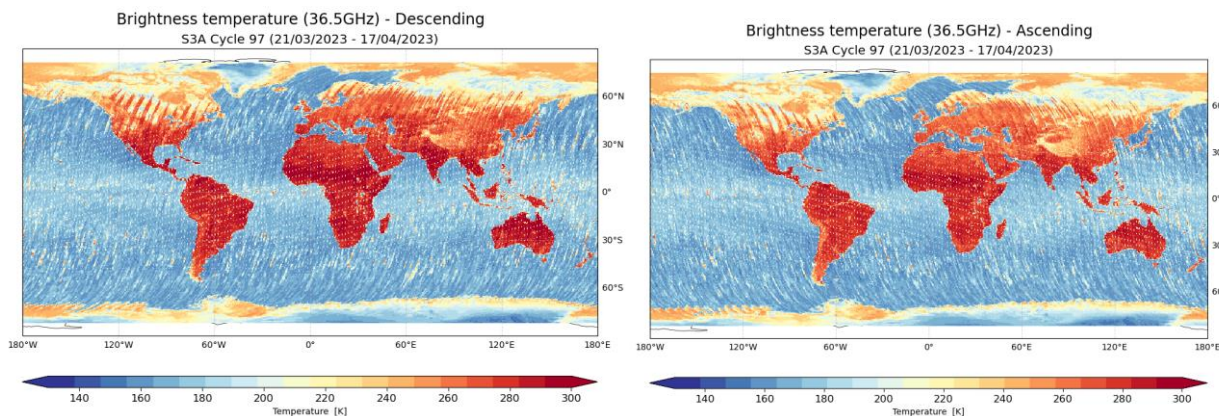 Brightness temperature (36.5GHz) - Descending
S3A Cycle 97 (21/03/2023 - 17/04/2023)
60°N
30°N
0°
30°S
60°S
180°W 120°W 60°W 0° 60°E 120°E 180°E
140 160 180 200 220 240 260 280 300
Temperature [K]
Brightness temperature (36.5GHz) - Ascending
S3A Cycle 97 (21/03/2023 - 17/04/2023)
180°W 120°W 60°W 0° 60°E 120°E 180°E
140 160 180 200 220 240 260 280 300
Temperature [K]